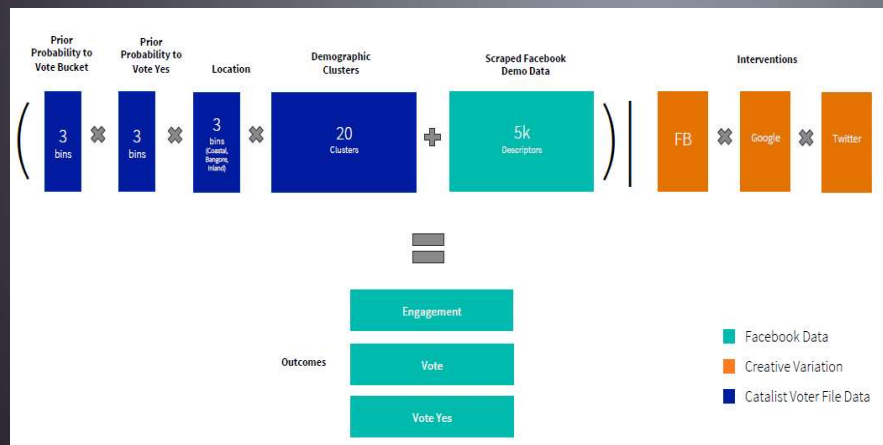 Prior
Probability to
Vote Bucket
Prior
Probability to
Vote Yes
Location
Demographic
Clusters
Scraped Facebook
Demo Data
Interventions
3
bins
3
bins
3
bins
(Coastal,
Bangore,
Inland)
20
Clusters
5k
Descriptors
FB
Google
Twitter
Engagement
Outcomes
Vote
Vote Yes
Facebook Data
Creative Variation
Catalist Voter File Data